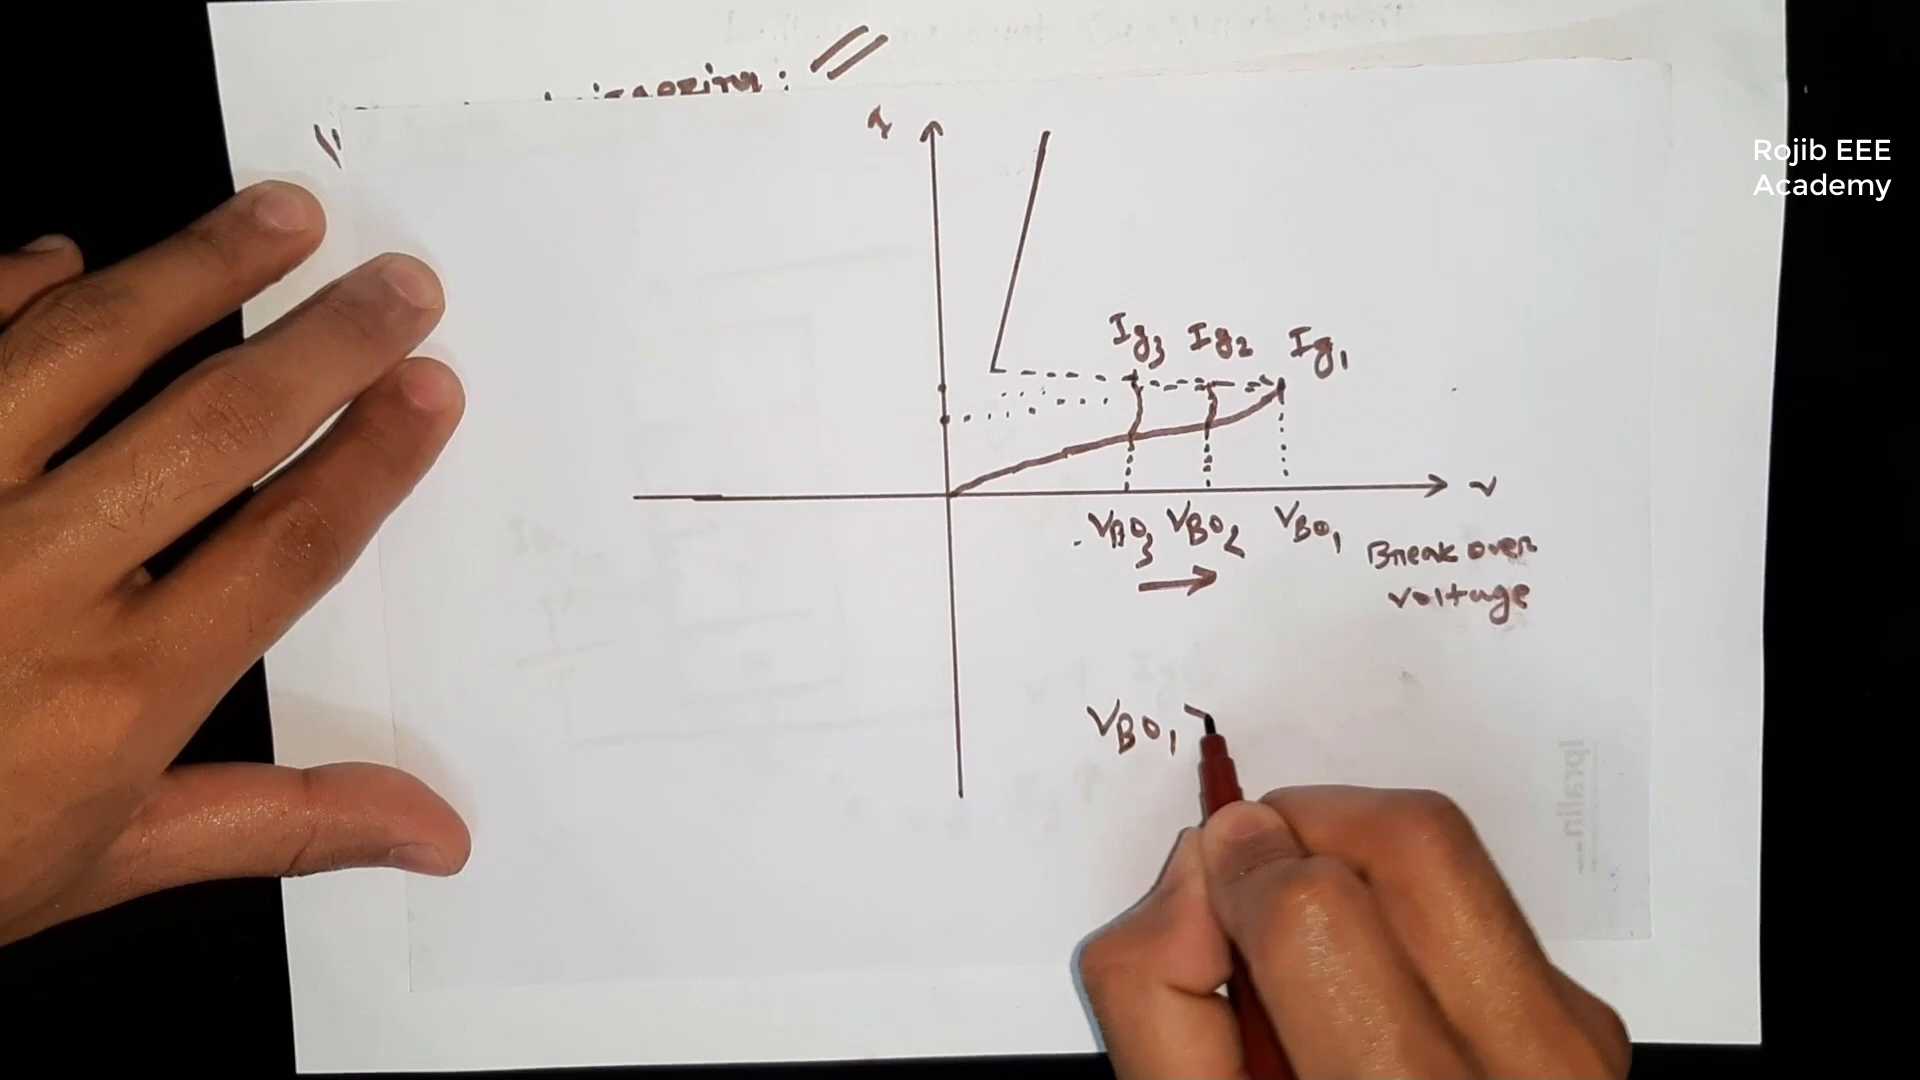 Rojib EEE
Academy
I
Ig3 Ig2 Ig1
V
VBO3 VBO2 VBO1
Break over
voltage
VBO1 >